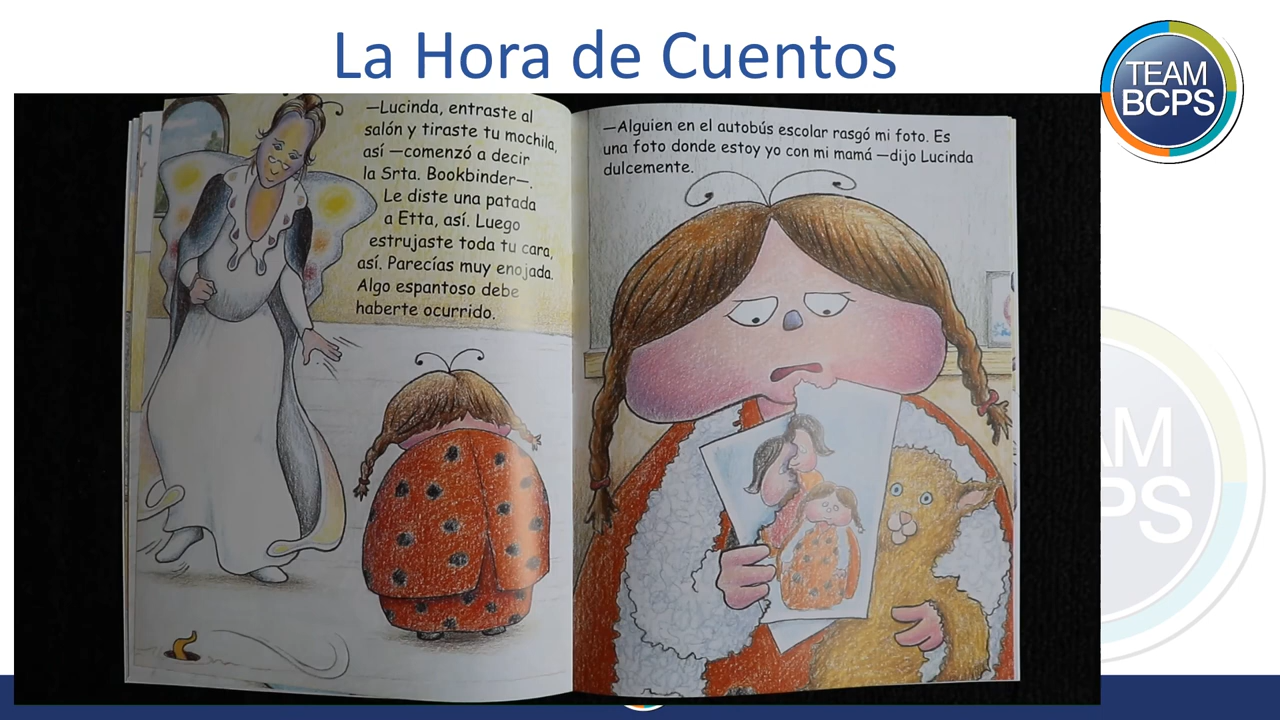 La Hora de Cuentos
TEAM
BCPS
—Lucinda, entraste al
salón y tiraste tu mochila,
así —comenzó a decir
la Srta. Bookbinder—.
Le diste una patada
a Etta, así. Luego
estrujaste toda tu cara,
así. Parecías muy enojada.
Algo espantoso debe
haberte ocurrido.
—Alguien en el autobús escolar rasgó mi foto. Es
una foto donde estoy yo con mi mamá —dijo Lucinda
dulcemente.
AM
PS